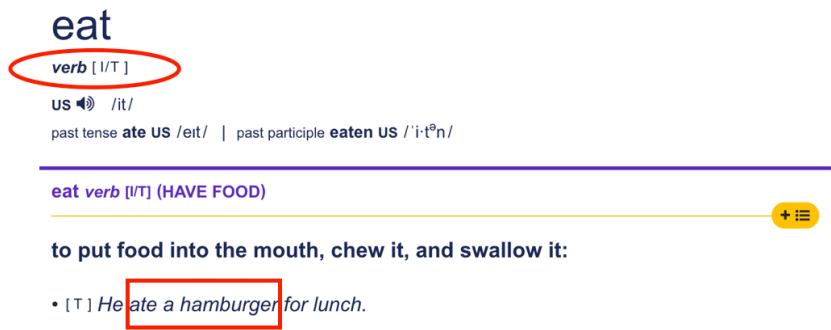 eat
verb [ I/T ]
US /it/
past tense ate US /eɪt/ | past participle eaten US /ˈi·tᵊn/
eat verb [I/T] (HAVE FOOD)
to put food into the mouth, chew it, and swallow it:
• [ T ] He ate a hamburger for lunch.